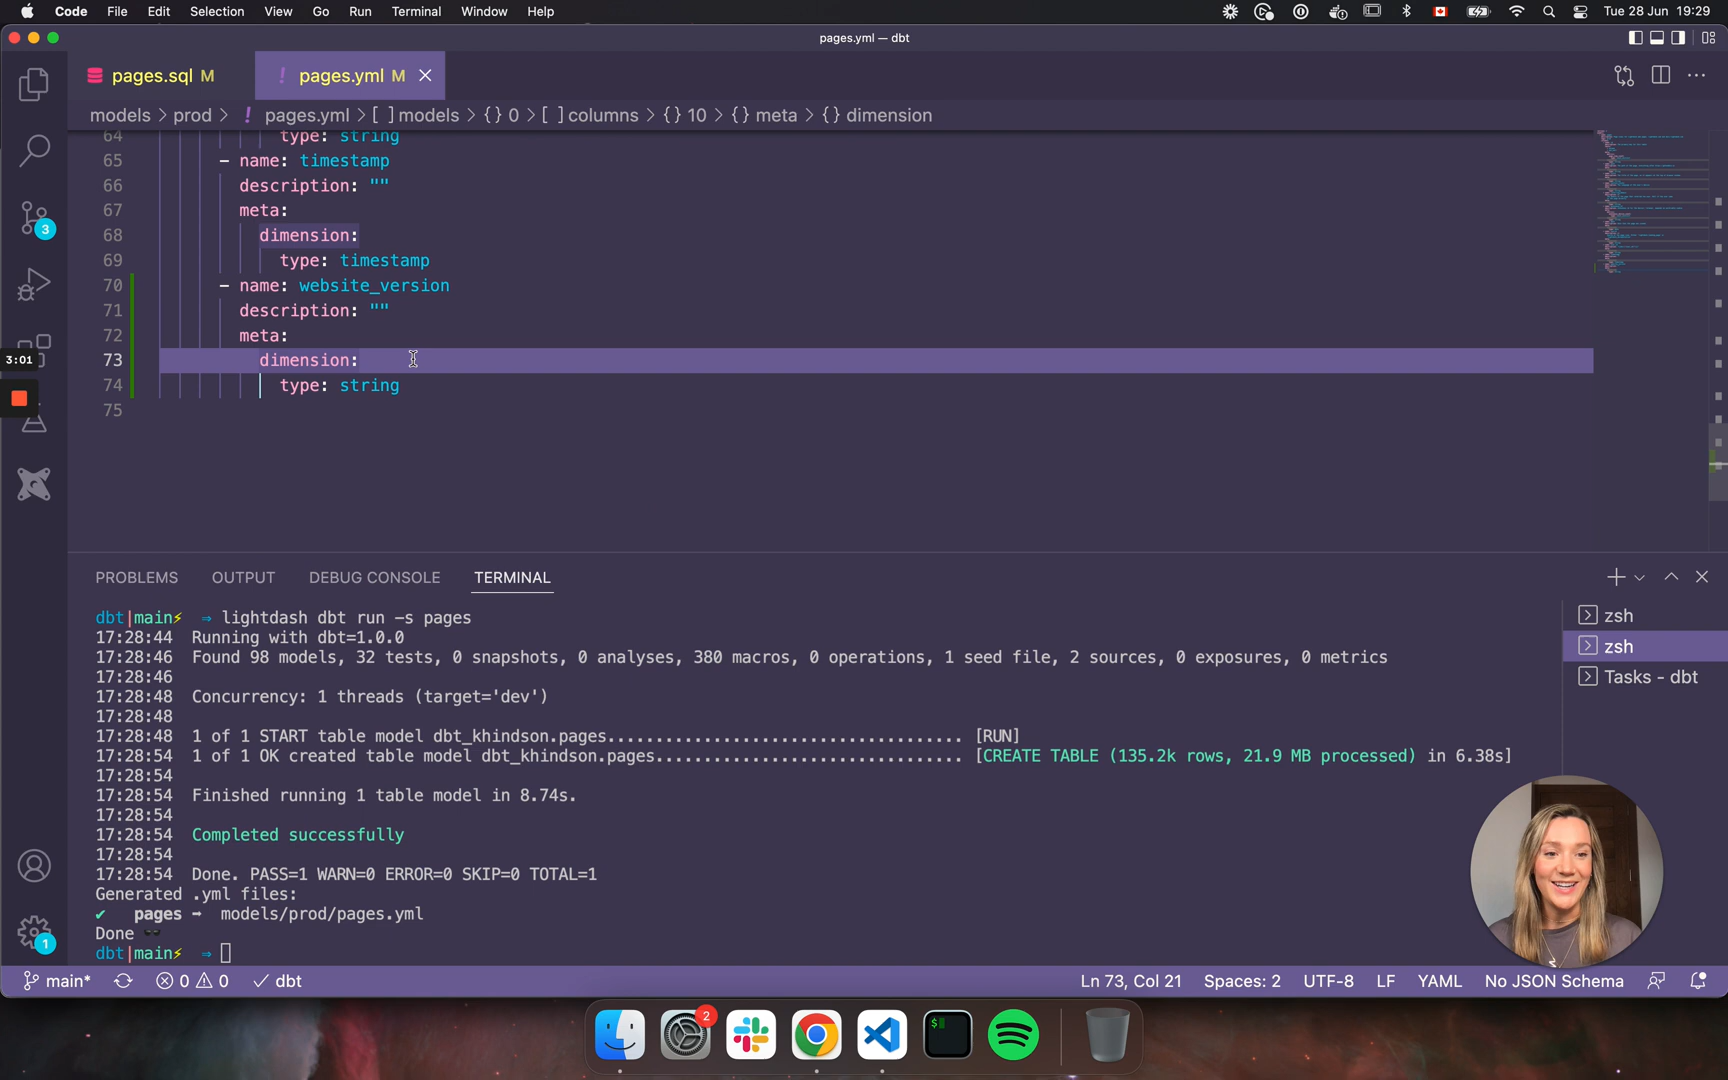 Code File Edit Selection View Go Run Terminal Window Help Tue 28 Jun 19:29
pages.yml — dbt
pages.sql M ! pages.yml M
models > prod > ! pages.yml > [ ] models > {} 0 > [ ] columns > {} 10 > {} meta > {} dimension
64 type: string
65 - name: timestamp
66 description: ""
67 meta:
68 dimension:
69 type: timestamp
70 - name: website_version
71 description: ""
72 meta:
73 dimension:
74 type: string
75
3
3:01
PROBLEMS OUTPUT DEBUG CONSOLE TERMINAL
dbt|main⚡ ⇒ lightdash dbt run -s pages
17:28:44 Running with dbt=1.0.0
17:28:46 Found 98 models, 32 tests, 0 snapshots, 0 analyses, 380 macros, 0 operations, 1 seed file, 2 sources, 0 exposures, 0 metrics
17:28:46
17:28:48 Concurrency: 1 threads (target='dev')
17:28:48
17:28:48 1 of 1 START table model dbt_khindson.pages..................................... [RUN]
17:28:54 1 of 1 OK created table model dbt_khindson.pages................................ [CREATE TABLE (135.2k rows, 21.9 MB processed) in 6.38s]
17:28:54
17:28:54 Finished running 1 table model in 8.74s.
17:28:54
17:28:54 Completed successfully
17:28:54
17:28:54 Done. PASS=1 WARN=0 ERROR=0 SKIP=0 TOTAL=1
Generated .yml files:
✔ pages ➡ models/prod/pages.yml
Done 🕶
dbt|main⚡ ⇒
zsh
zsh
Tasks - dbt
1
main* 0 0 ✓ dbt Ln 73, Col 21 Spaces: 2 UTF-8 LF YAML No JSON Schema
2
$